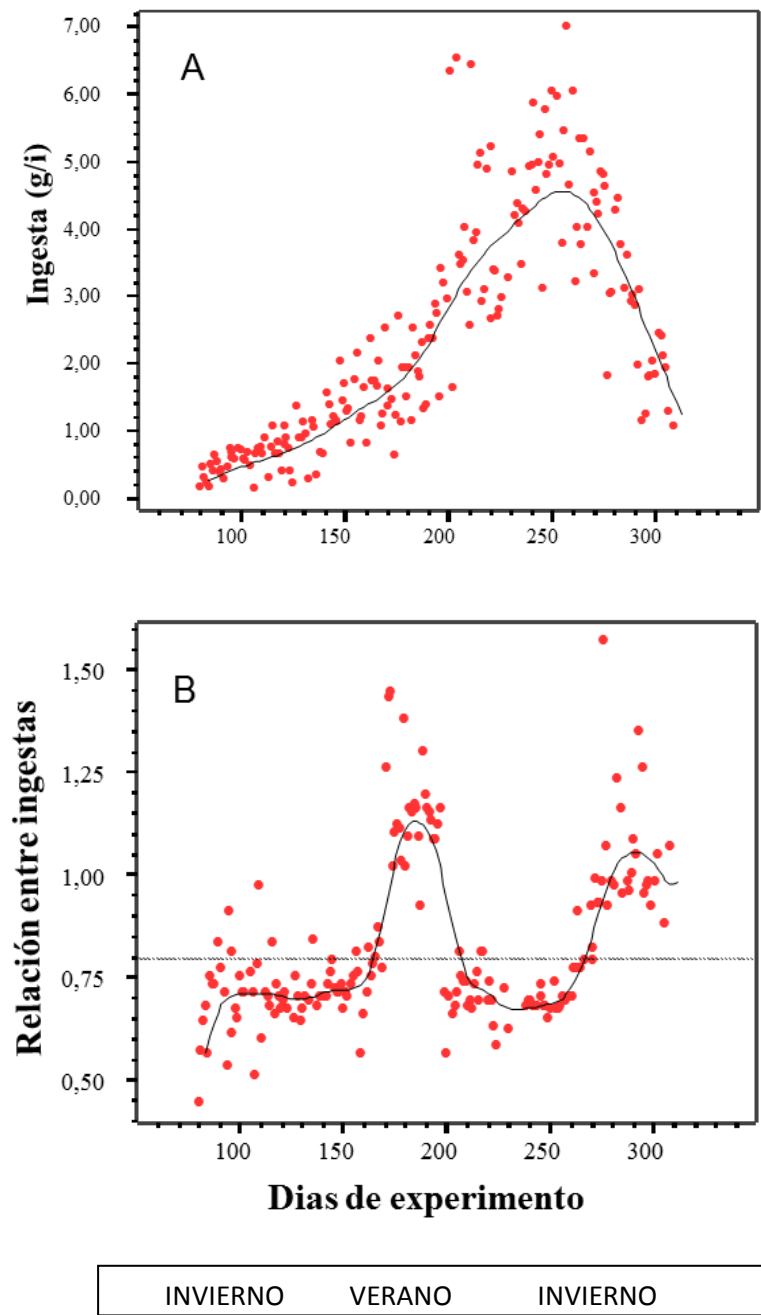 7,00
A
6,00
5,00
4,00
3,00
2,00
1,00
0,00
Ingesta (g/i)
100 150 200 250 300
1,50
B
1,25
1,00
0,75
0,50
Relación entre ingestas
100 150 200 250 300
Dias de experimento
INVIERNO VERANO INVIERNO